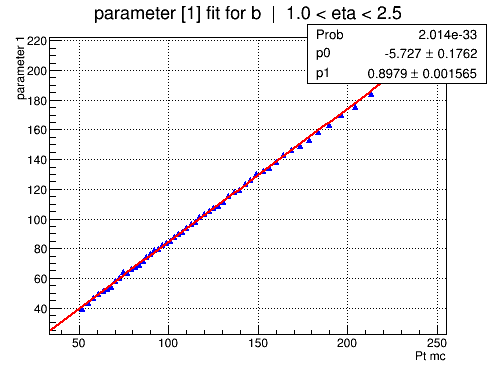 parameter [1] fit for b | 1.0 < eta < 2.5
Prob 2.014e-33
p0 -5.727 ± 0.1762
p1 0.8979 ± 0.001565
parameter 1
220
200
180
160
140
120
100
80
60
40
50 100 150 200 250
Pt mc